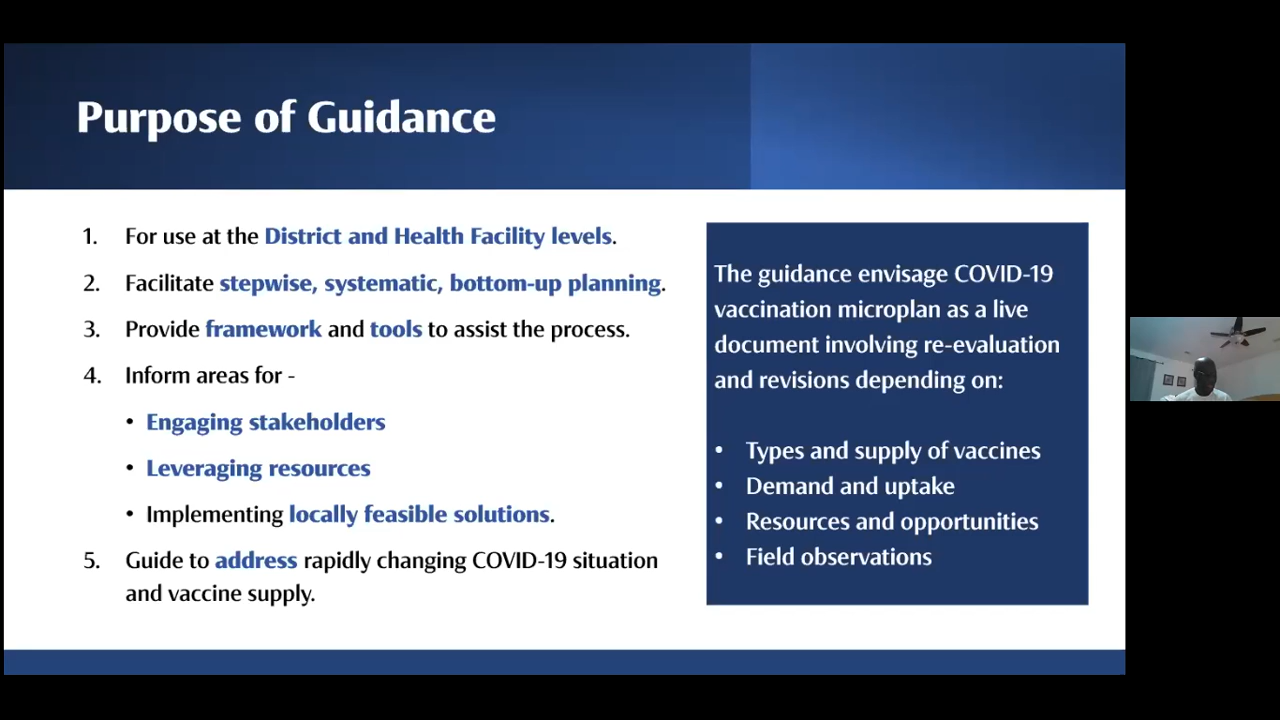 Purpose of Guidance
1. For use at the District and Health Facility levels.
2. Facilitate stepwise, systematic, bottom-up planning.
3. Provide framework and tools to assist the process.
4. Inform areas for -
• Engaging stakeholders
• Leveraging resources
• Implementing locally feasible solutions.
5. Guide to address rapidly changing COVID-19 situation
and vaccine supply.
The guidance envisage COVID-19
vaccination microplan as a live
document involving re-evaluation
and revisions depending on:
• Types and supply of vaccines
• Demand and uptake
• Resources and opportunities
• Field observations